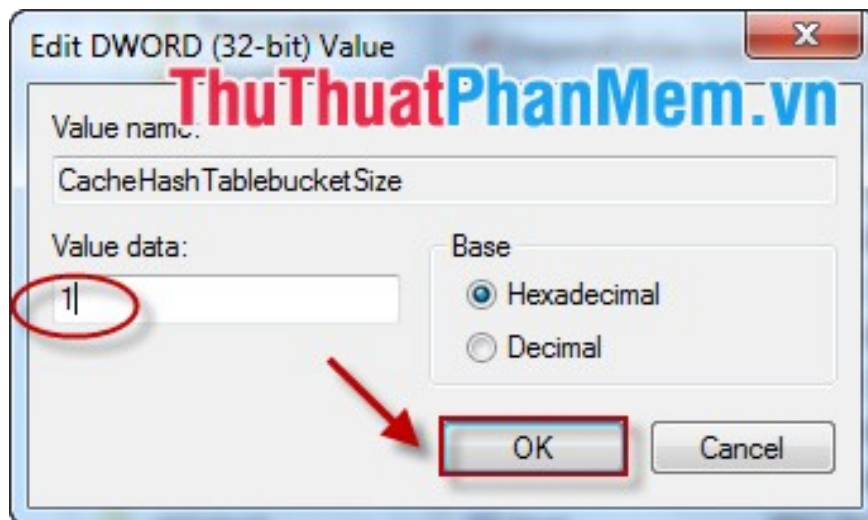 Edit DWORD (32-bit) Value
ThuThuatPhanMem.vn
Value name:
CacheHashTablebucketSize
Value data:
Base
1
Hexadecimal
Decimal
OK
Cancel